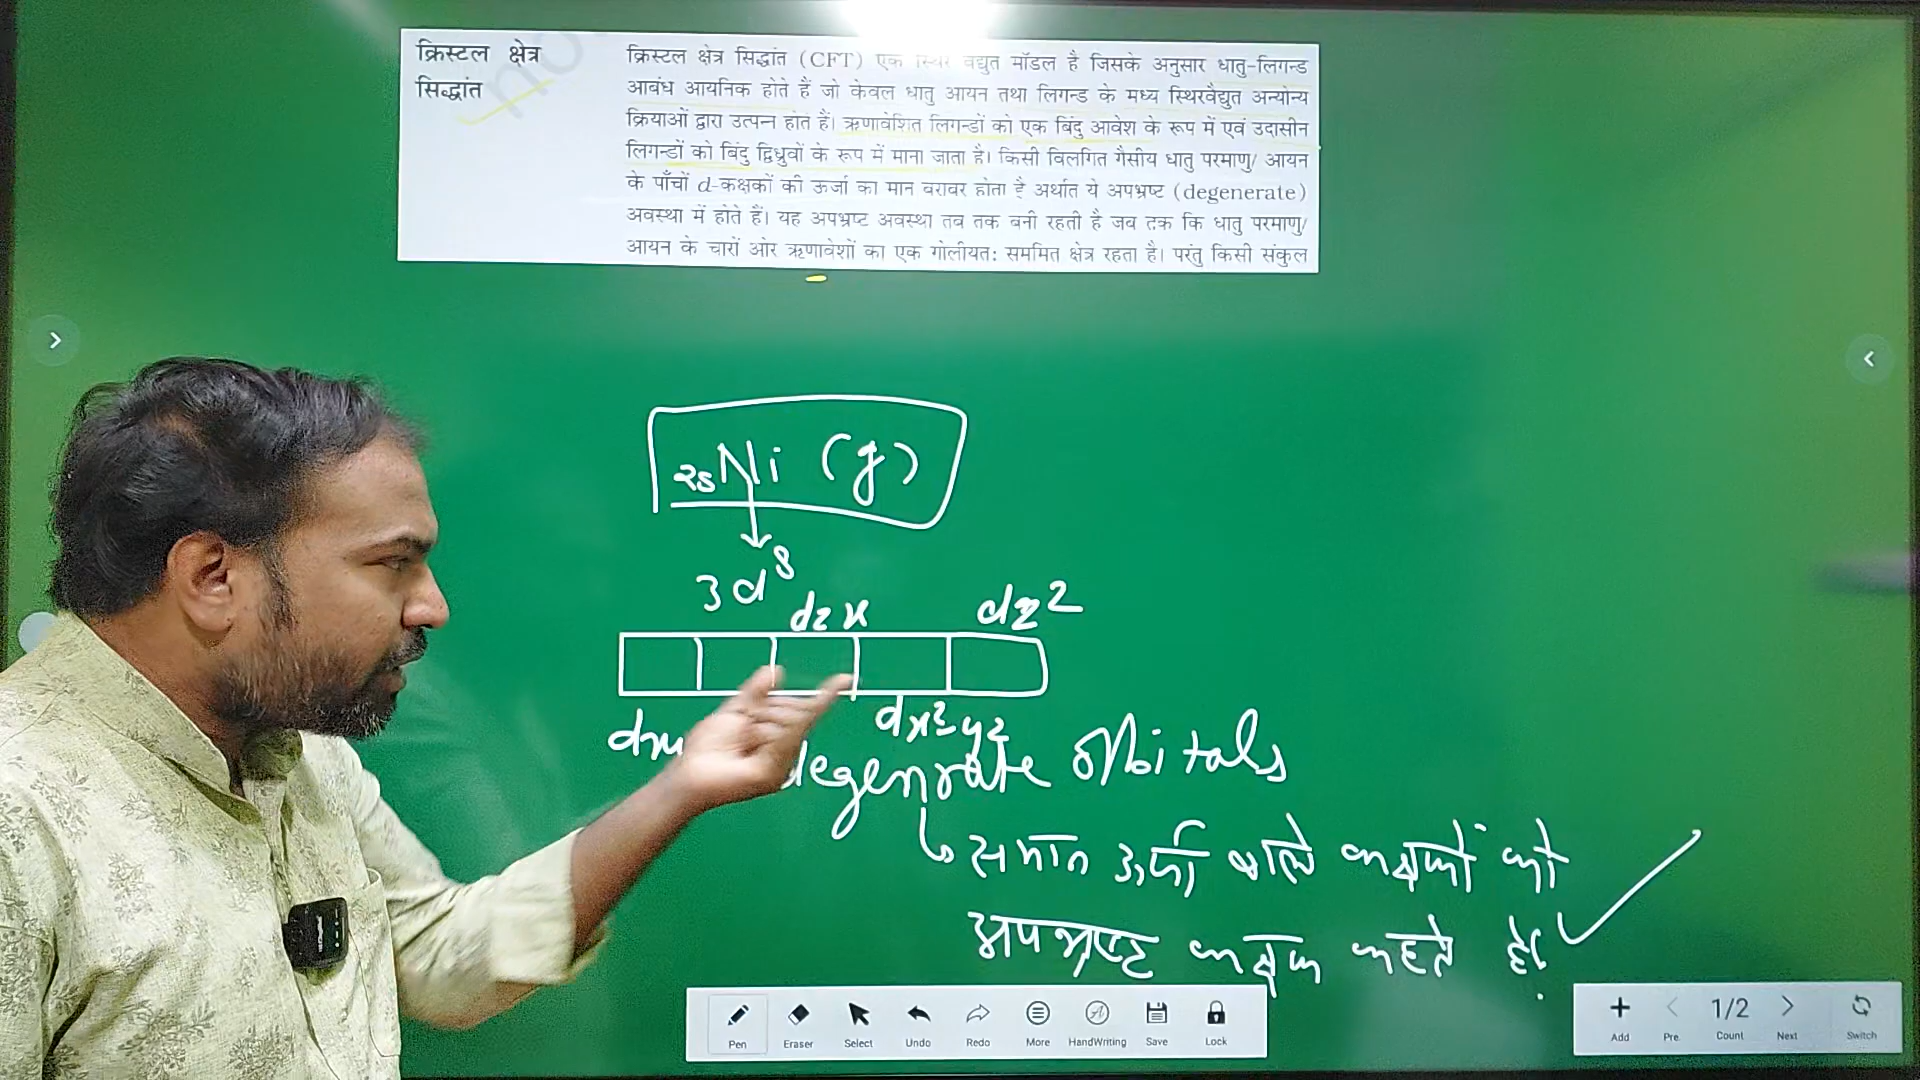 क्रिस्टल क्षेत्र
सिद्धांत
क्रिस्टल क्षेत्र सिद्धांत (CFT) एक स्थिर वैद्युत मॉडल है जिसके अनुसार धातु-लिगन्ड
आबंध आयनिक होते हैं जो केवल धातु आयन तथा लिगन्ड के मध्य स्थिरवैद्युत अन्योन्य
क्रियाओं द्वारा उत्पन्न होते हैं। ऋणावेशित लिगन्डों को एक बिंदु आवेश के रूप में एवं उदासीन
लिगन्डों को बिंदु द्विध्रुवों के रूप में माना जाता है। किसी विलगित गैसीय धातु परमाणु/ आयन
के पाँचों d-कक्षकों की ऊर्जा का मान बराबर होता है अर्थात ये अपभ्रष्ट (degenerate)
अवस्था में होते हैं। यह अपभ्रष्ट अवस्था तब तक बनी रहती है जब तक कि धातु परमाणु/
आयन के चारों ओर ऋणावेशों का एक गोलीयत: सममित क्षेत्र रहता है। परंतु किसी संकुल
28Ni (g)
3d⁸
dzx dz²
dx²-y²
degenrate orbitals
समान ऊर्जा वाले कक्षकों को
अपभ्रष्ट कक्षक कहते है।
Pen Eraser Select Undo Redo More HandWriting Save Lock
1/2
Add Pre. Count Next Switch